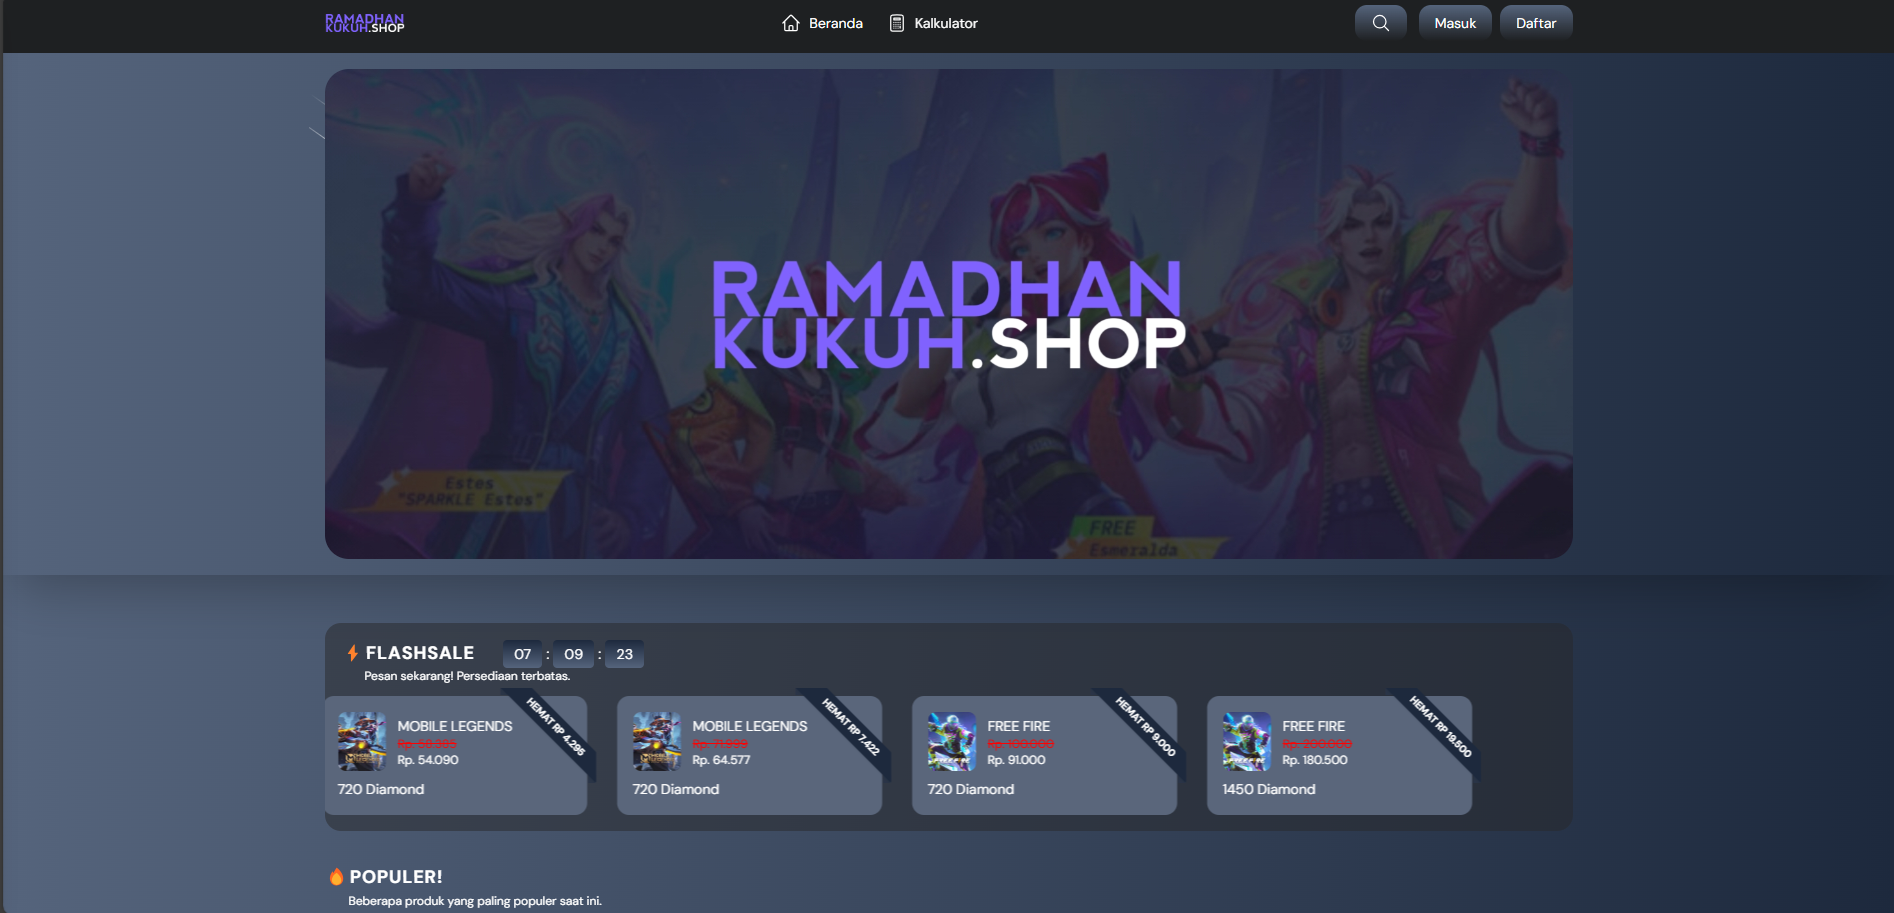 RAMADHAN
KUKUH.SHOP
Beranda
Kalkulator
Masuk
Daftar
RAMADHAN
KUKUH.SHOP
Estes
"SPARKLE Estes"
FREE
Esmeralda
FLASHSALE 07 : 09 : 23
Pesan sekarang! Persediaan terbatas.
HEMAT RP 4.295
MOBILE LEGENDS
Rp. 58.385
Rp. 54.090
720 Diamond
HEMAT RP 7.422
MOBILE LEGENDS
Rp. 71.999
Rp. 64.577
720 Diamond
HEMAT RP 9.000
FREE FIRE
Rp. 100.000
Rp. 91.000
720 Diamond
HEMAT RP 19.500
FREE FIRE
Rp. 200.000
Rp. 180.500
1450 Diamond
POPULER!
Beberapa produk yang paling populer saat ini.